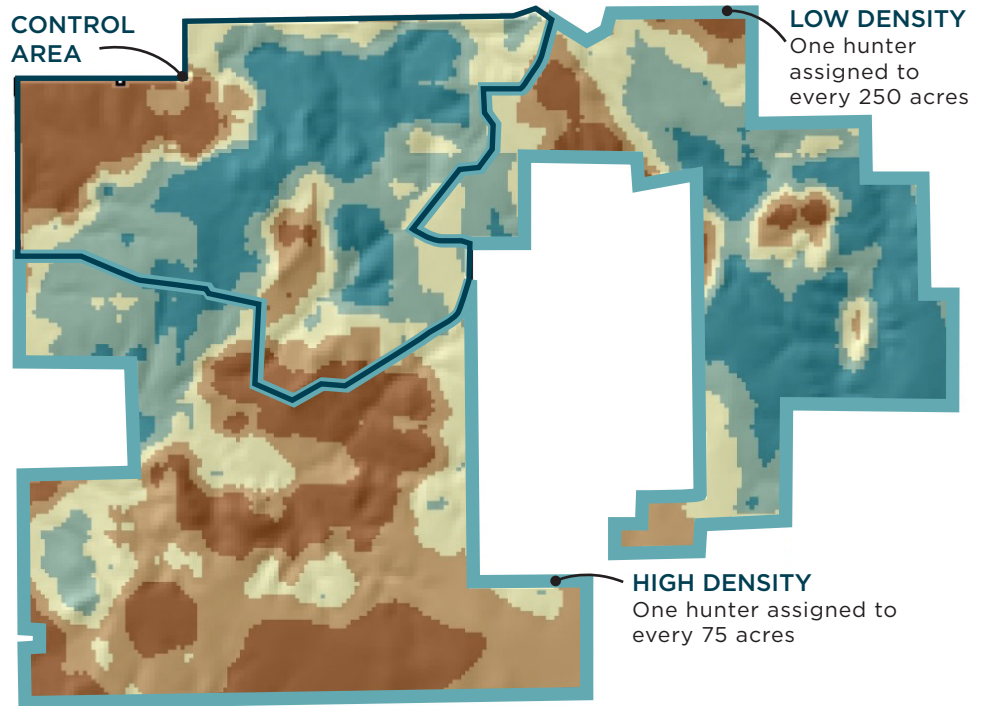 CONTROL
AREA
LOW DENSITY
One hunter
assigned to
every 250 acres
HIGH DENSITY
One hunter assigned to
every 75 acres